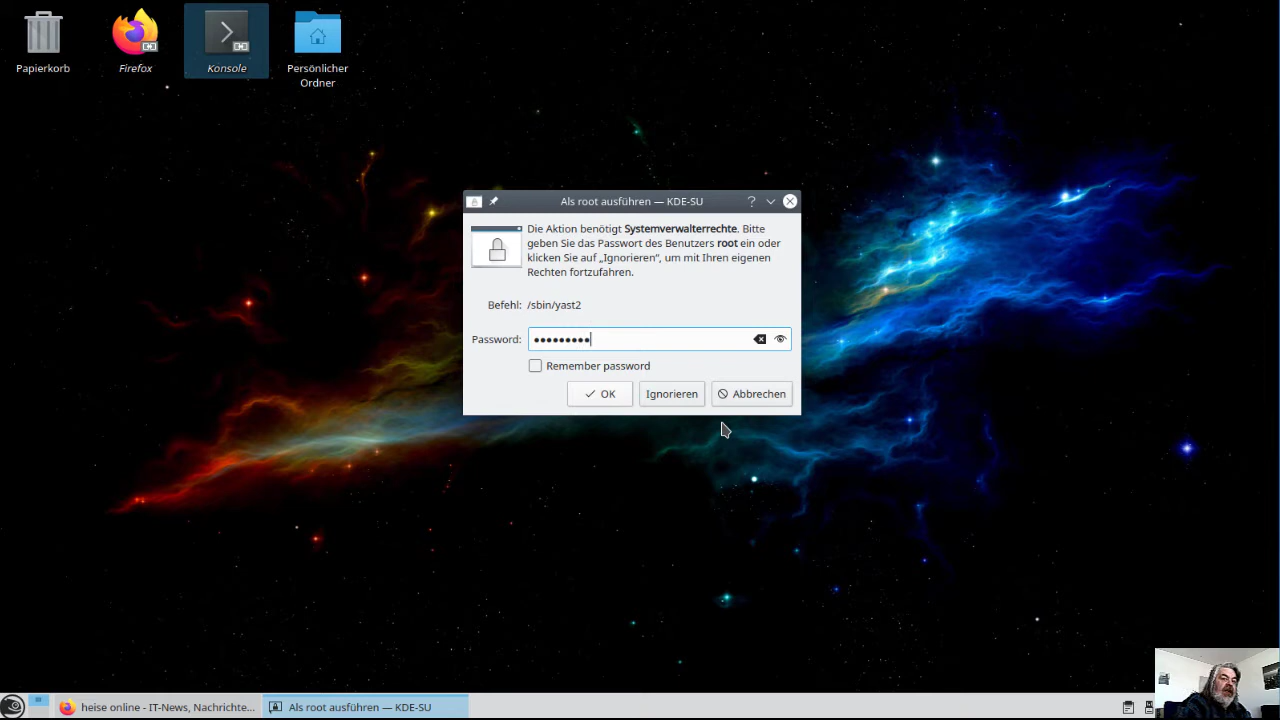 Papierkorb
Firefox
Konsole
Persönlicher
Ordner
Als root ausführen — KDE-SU
?
Die Aktion benötigt Systemverwalterrechte. Bitte
geben Sie das Passwort des Benutzers root ein oder
klicken Sie auf „Ignorieren“, um mit Ihren eigenen
Rechten fortzufahren.
Befehl: /sbin/yast2
Password: ●●●●●●●●●
Remember password
OK
Ignorieren
Abbrechen
heise online - IT-News, Nachrichte...
Als root ausführen — KDE-SU